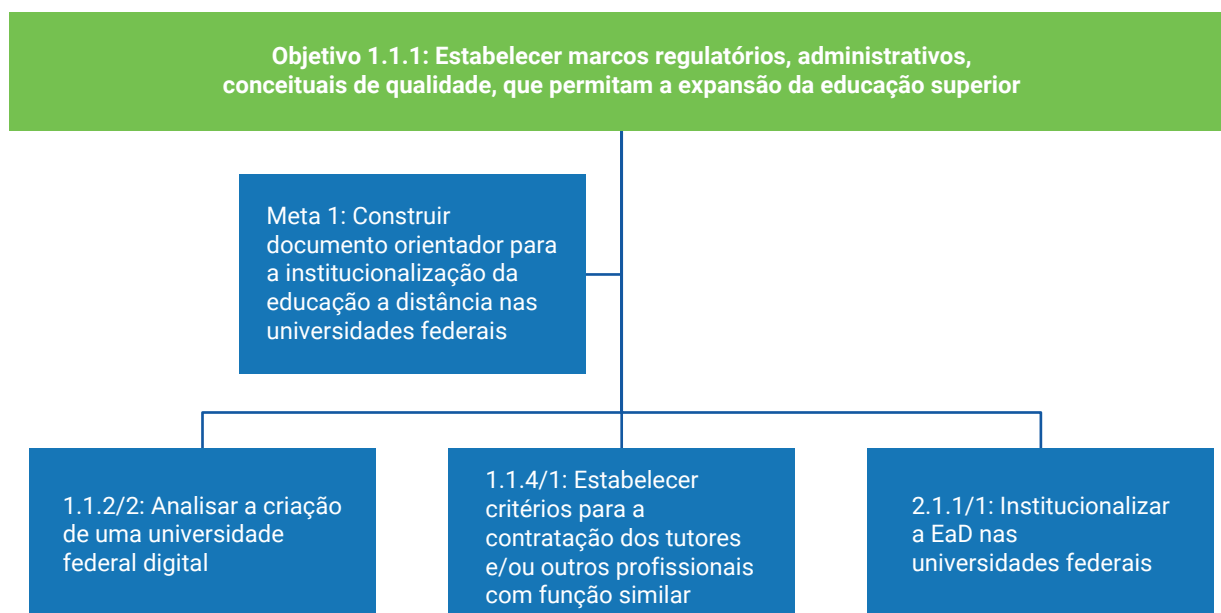 Objetivo 1.1.1: Estabelecer marcos regulatórios, administrativos,
conceituais de qualidade, que permitam a expansão da educação superior
Meta 1: Construir
documento orientador para
a institucionalização da
educação a distância nas
universidades federais
1.1.2/2: Analisar a criação
de uma universidade
federal digital
1.1.4/1: Estabelecer
critérios para a
contratação dos tutores
e/ou outros profissionais
com função similar
2.1.1/1: Institucionalizar
a EaD nas
universidades federais